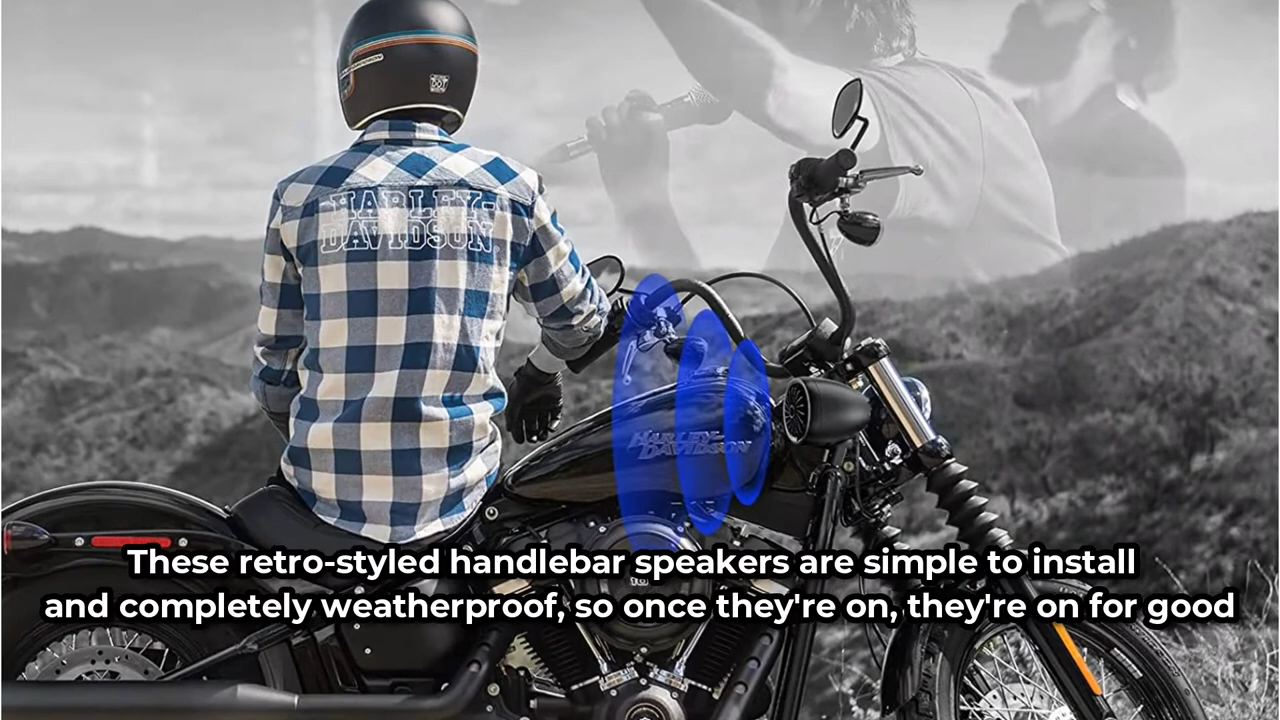 HARLEY-
DAVIDSON
HARLEY-
DAVIDSON
These retro-styled handlebar speakers are simple to install
and completely weatherproof, so once they're on, they're on for good